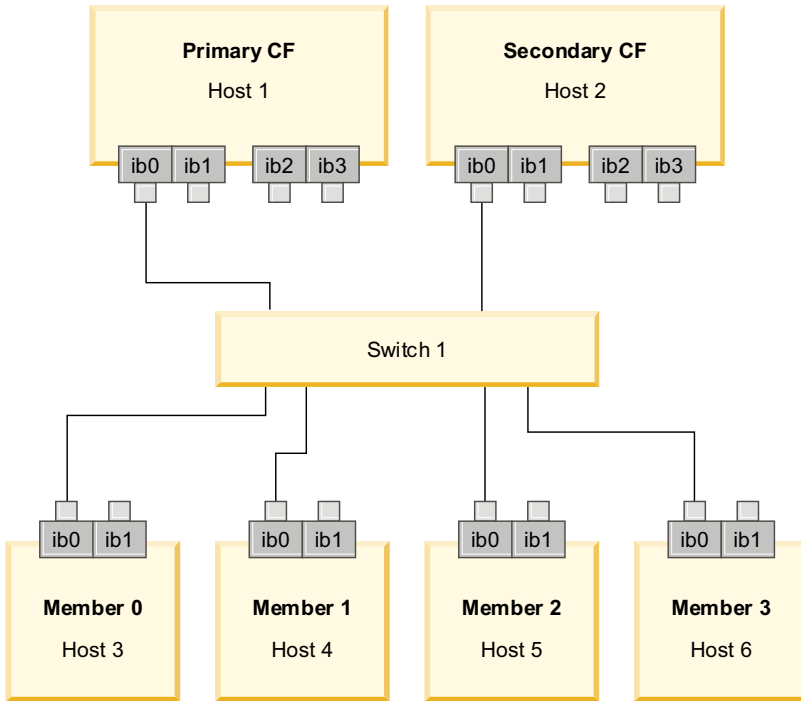 Primary CF
Host 1
Secondary CF
Host 2
ib0 ib1 ib2 ib3
ib0 ib1 ib2 ib3
Switch 1
ib0 ib1
ib0 ib1
ib0 ib1
ib0 ib1
Member 0
Host 3
Member 1
Host 4
Member 2
Host 5
Member 3
Host 6